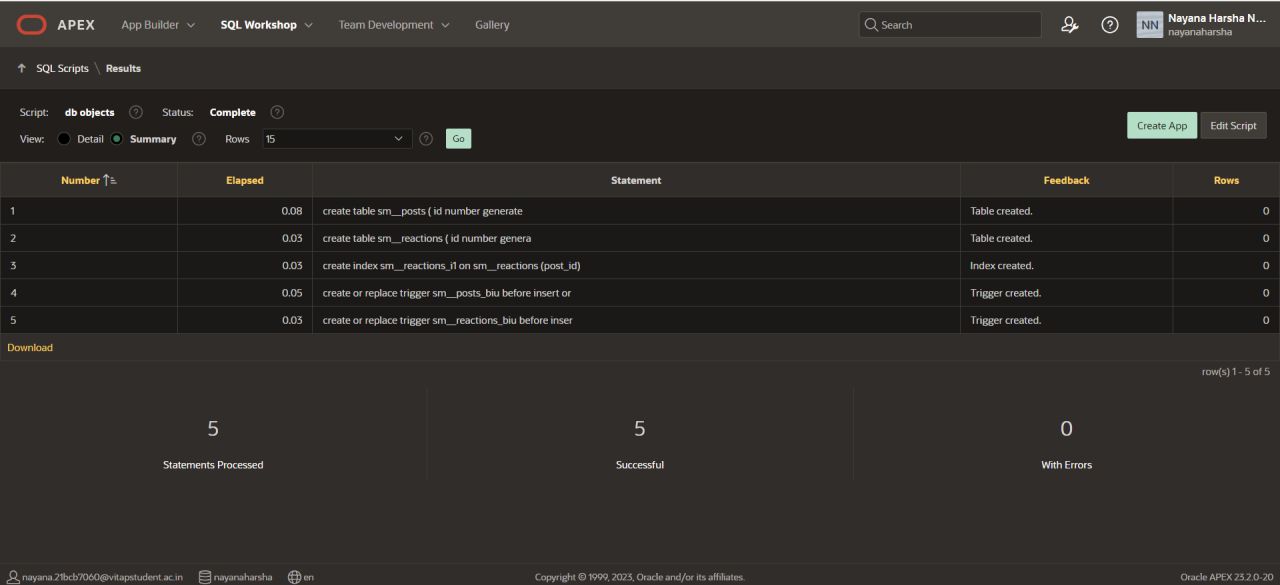 APEX App Builder SQL Workshop Team Development Gallery Search NN Nayana Harsha N...
nayanaharsha
SQL Scripts \ Results
Script: db objects Status: Complete
View: Detail Summary Rows 15 Go Create App Edit Script
Number Elapsed Statement Feedback Rows
1 0.08 create table sm__posts ( id number generate Table created. 0
2 0.03 create table sm__reactions ( id number genera Table created. 0
3 0.03 create index sm__reactions_i1 on sm__reactions (post_id) Index created. 0
4 0.05 create or replace trigger sm__posts_biu before insert or Trigger created. 0
5 0.03 create or replace trigger sm__reactions_biu before inser Trigger created. 0
Download
row(s) 1 - 5 of 5
5 5 0
Statements Processed Successful With Errors
nayana.21bcb7060@vitapstudent.ac.in nayanaharsha en Copyright © 1999, 2023, Oracle and/or its affiliates. Oracle APEX 23.2.0-20